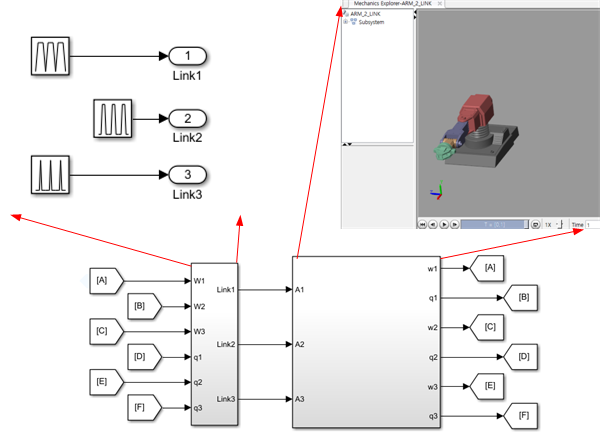 Mechanics Explorer-ARM_2_LINK
ARM_2_LINK
Subsystem
1
Link1
2
Link2
3
Link3
1X
Time
1
[A]
[B]
[C]
[D]
[E]
[F]
W1
W2
W3
q1
q2
q3
Link1
Link2
Link3
A1
A2
A3
w1
q1
w2
q2
w3
q3
[A]
[B]
[C]
[D]
[E]
[F]